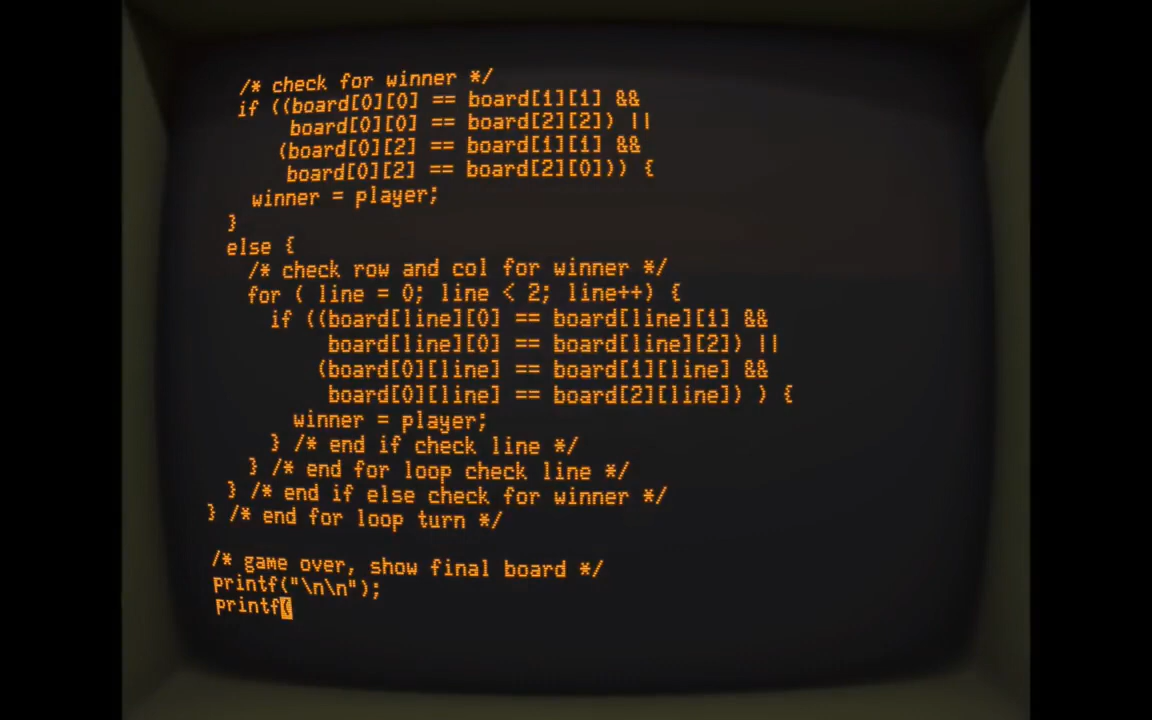 /* check for winner */
if ((board[0][0] == board[1][1] &&
board[0][0] == board[2][2]) ||
(board[0][2] == board[1][1] &&
board[0][2] == board[2][0])) {
winner = player;
}
else {
/* check row and col for winner */
for ( line = 0; line < 2; line++) {
if ((board[line][0] == board[line][1] &&
board[line][0] == board[line][2]) ||
(board[0][line] == board[1][line] &&
board[0][line] == board[2][line]) ) {
winner = player;
} /* end if check line */
} /* end for loop check line */
} /* end if else check for winner */
} /* end for loop turn */
/* game over, show final board */
printf("\n\n");
printf(